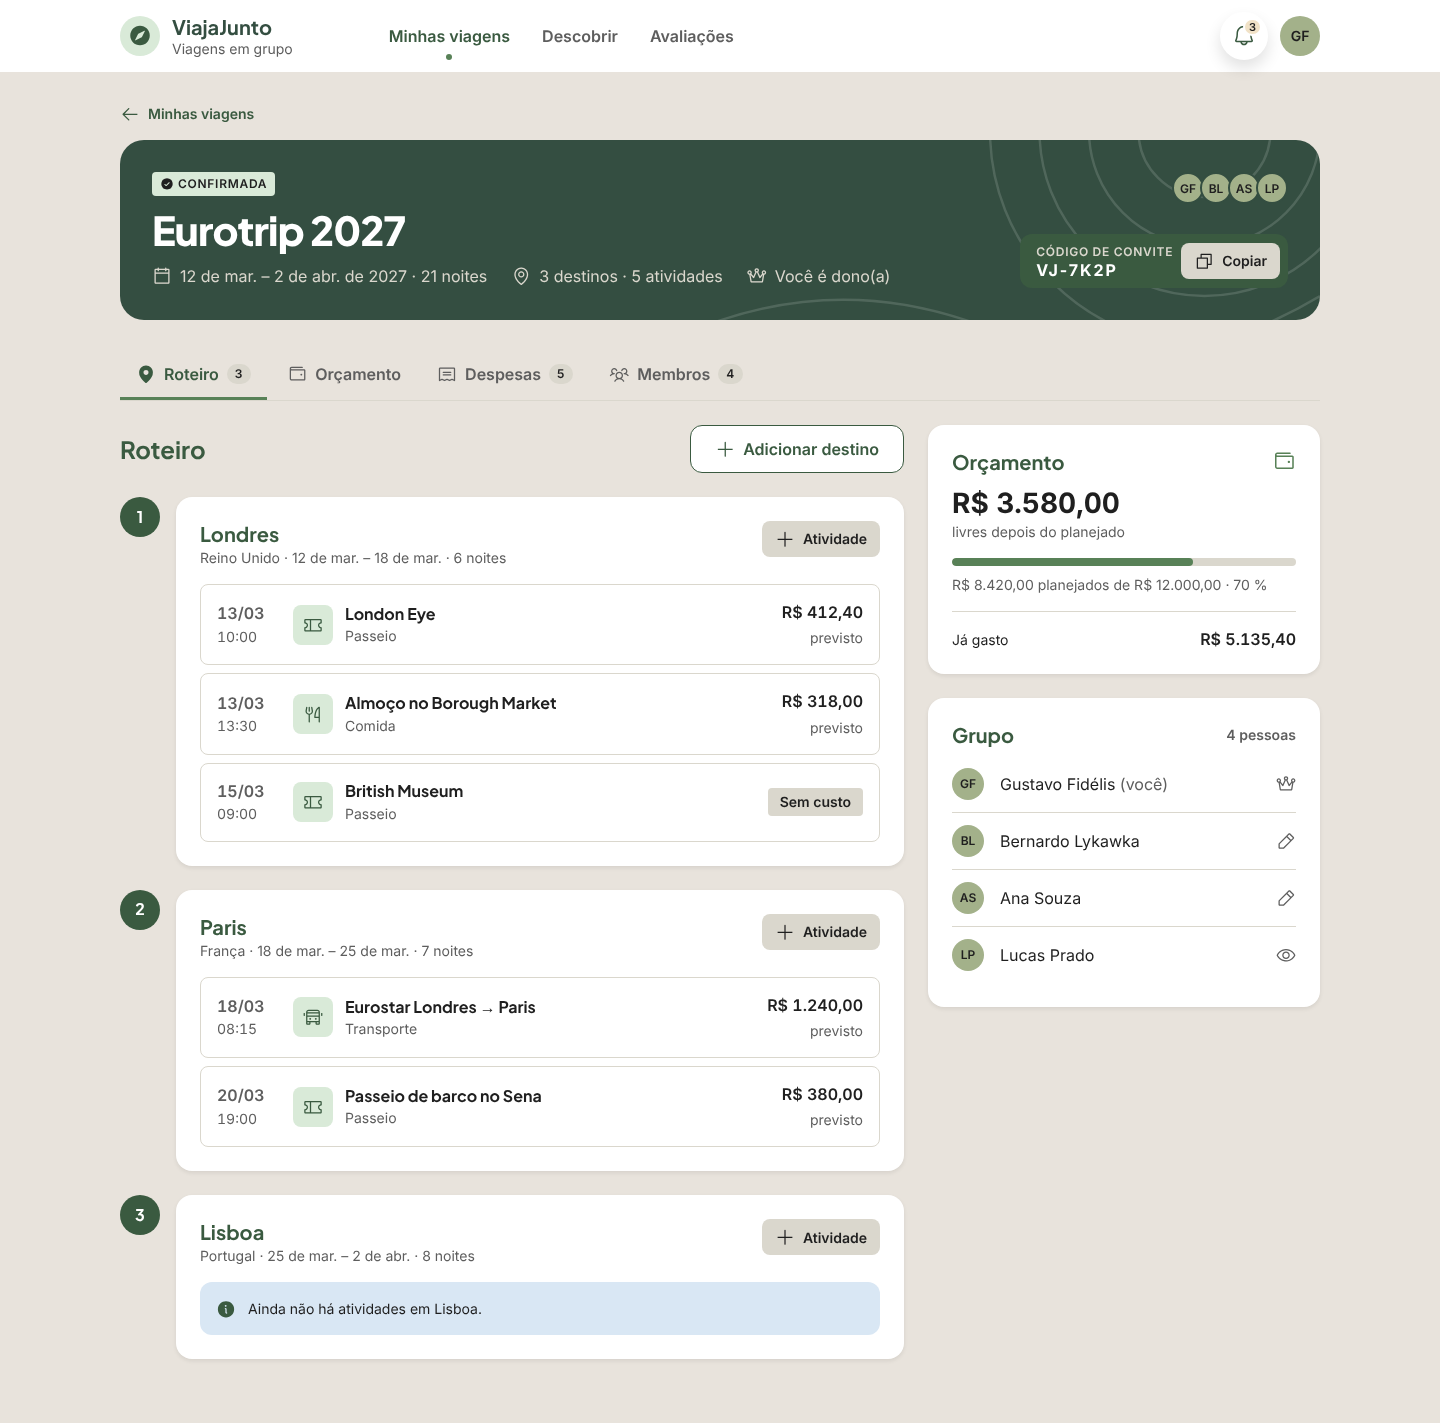 ViajaJunto
Viagens em grupo
Minhas viagens
Descobrir
Avaliações
3
GF
Minhas viagens
CONFIRMADA
Eurotrip 2027
12 de mar. – 2 de abr. de 2027 · 21 noites
3 destinos · 5 atividades
Você é dono(a)
GF
BL
AS
LP
CÓDIGO DE CONVITE
VJ-7K2P
Copiar
Roteiro 3
Orçamento
Despesas 5
Membros 4
Roteiro
Adicionar destino
1
Londres
Reino Unido · 12 de mar. – 18 de mar. · 6 noites
Atividade
13/03
10:00
London Eye
Passeio
R$ 412,40
previsto
13/03
13:30
Almoço no Borough Market
Comida
R$ 318,00
previsto
15/03
09:00
British Museum
Passeio
Sem custo
2
Paris
França · 18 de mar. – 25 de mar. · 7 noites
Atividade
18/03
08:15
Eurostar Londres → Paris
Transporte
R$ 1.240,00
previsto
20/03
19:00
Passeio de barco no Sena
Passeio
R$ 380,00
previsto
3
Lisboa
Portugal · 25 de mar. – 2 de abr. · 8 noites
Atividade
Ainda não há atividades em Lisboa.
Orçamento
R$ 3.580,00
livres depois do planejado
R$ 8.420,00 planejados de R$ 12.000,00 · 70 %
Já gasto
R$ 5.135,40
Grupo
4 pessoas
GF
Gustavo Fidélis (você)
BL
Bernardo Lykawka
AS
Ana Souza
LP
Lucas Prado